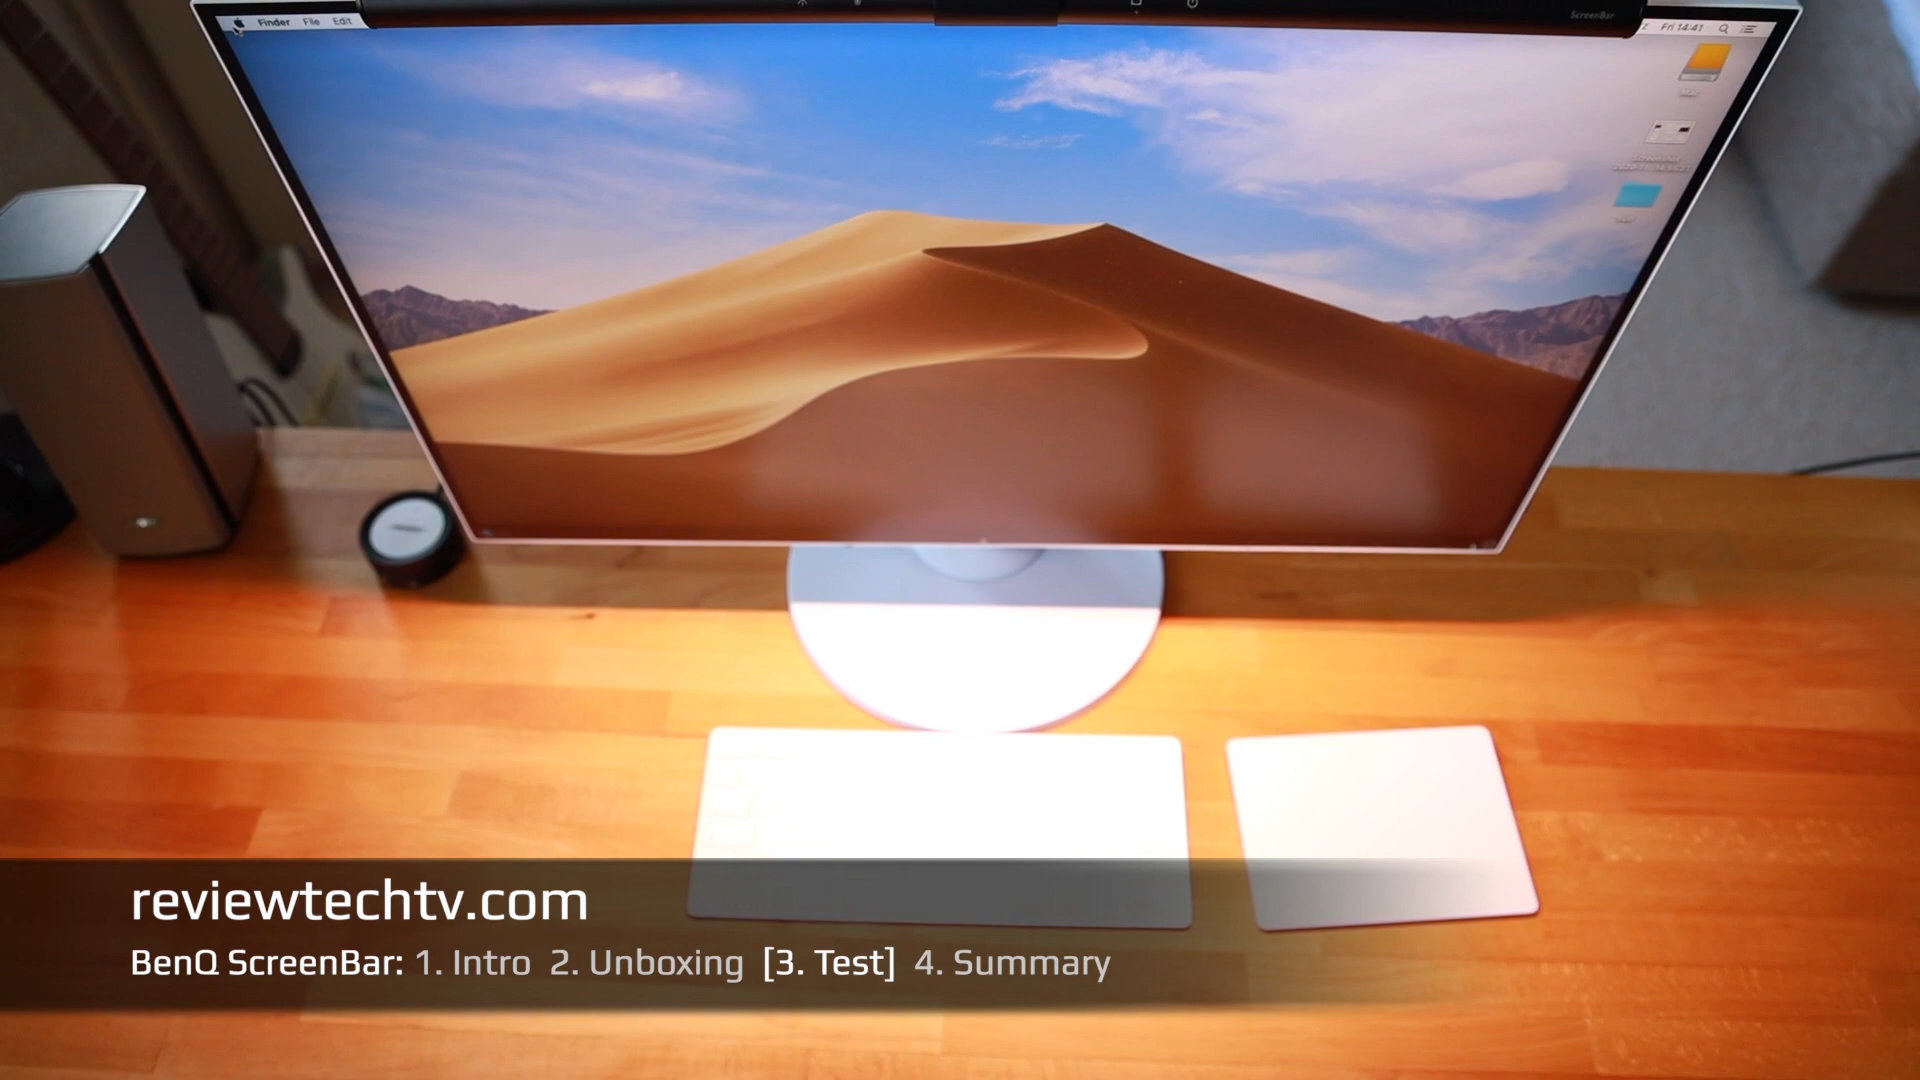 Finder File Edit
ScreenBar
Fri 14:41
reviewtechtv.com
BenQ ScreenBar: 1. Intro 2. Unboxing [3. Test] 4. Summary